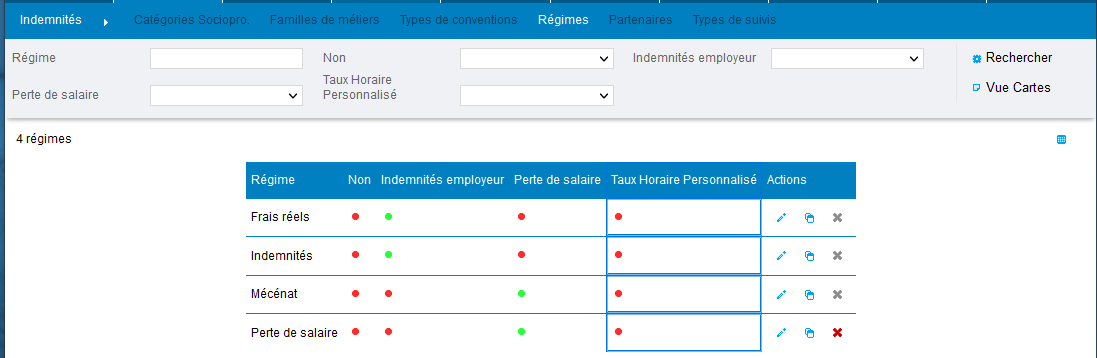 Indemnités Catégories Sociopro. Familles de métiers Types de conventions Régimes Partenaires Types de suivis
Régime Non Indemnités employeur Rechercher
Perte de salaire Taux Horaire Personnalisé Vue Cartes
4 régimes
Régime Non Indemnités employeur Perte de salaire Taux Horaire Personnalisé Actions
Frais réels
Indemnités
Mécénat
Perte de salaire